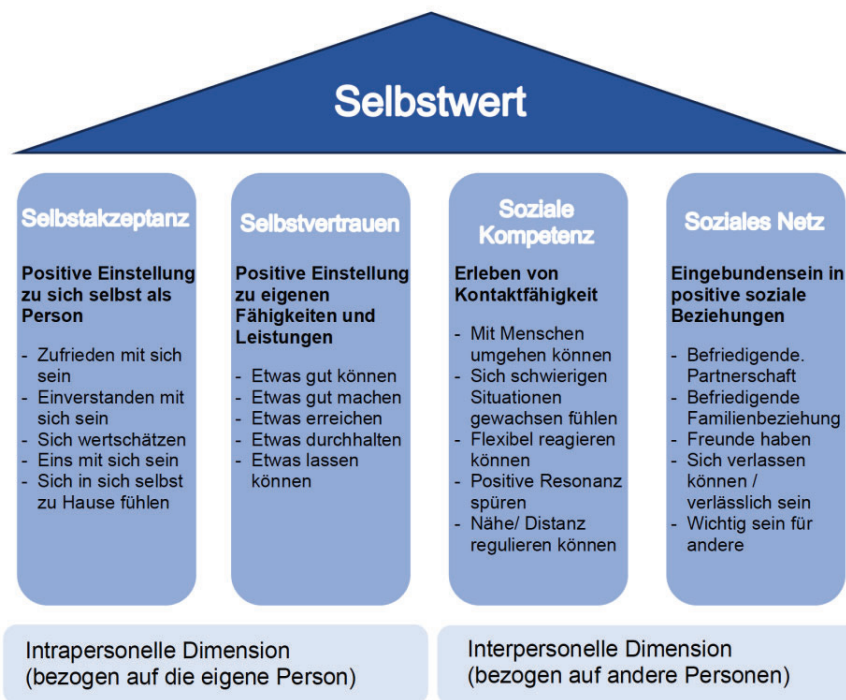 Selbstwert
Selbstakzeptanz
Positive Einstellung
zu sich selbst als
Person
- Zufrieden mit sich
sein
- Einverstanden mit
sich sein
- Sich wertschätzen
- Eins mit sich sein
- Sich in sich selbst
zu Hause fühlen
Selbstvertrauen
Positive Einstellung
zu eigenen
Fähigkeiten und
Leistungen
- Etwas gut können
- Etwas gut machen
- Etwas erreichen
- Etwas durchhalten
- Etwas lassen
können
Soziale
Kompetenz
Erleben von
Kontaktfähigkeit
- Mit Menschen
umgehen können
- Sich schwierigen
Situationen
gewachsen fühlen
- Flexibel reagieren
können
- Positive Resonanz
spüren
- Nähe/ Distanz
regulieren können
Soziales Netz
Eingebundensein in
positive soziale
Beziehungen
- Befriedigende.
Partnerschaft
- Befriedigende
Familienbeziehung
- Freunde haben
- Sich verlassen
können /
verlässlich sein
- Wichtig sein für
andere
Intrapersonelle Dimension
(bezogen auf die eigene Person)
Interpersonelle Dimension
(bezogen auf andere Personen)